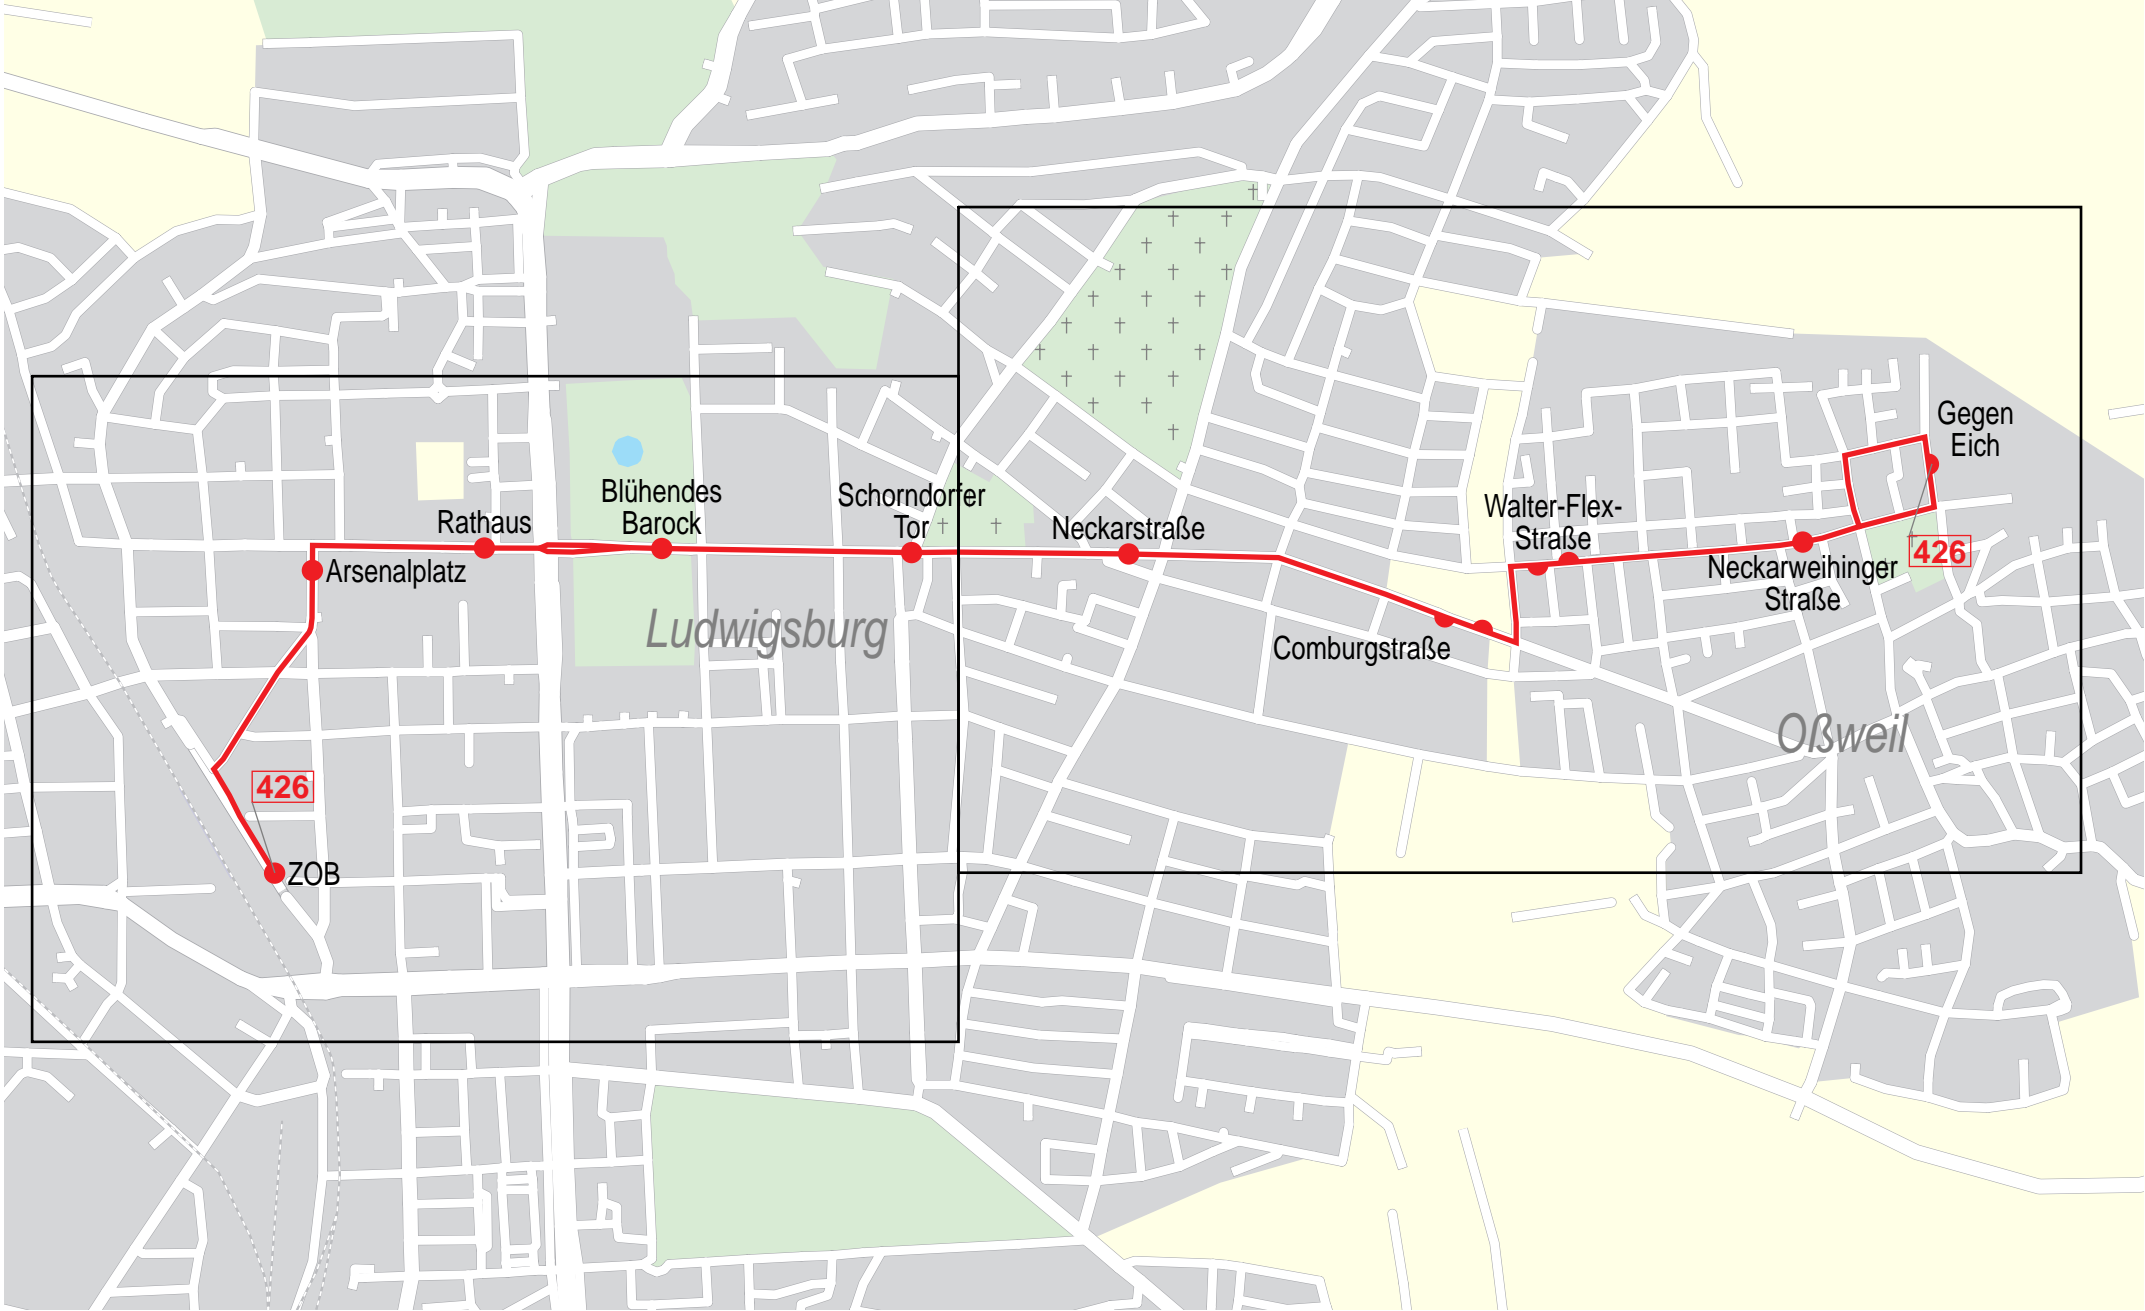 Gegen
Eich
Blühendes
Barock
Schorndorfer
Tor
Walter-Flex-
Straße
Rathaus
Neckarstraße
426
Arsenalplatz
Neckarweihinger
Straße
Ludwigsburg
Comburgstraße
Oßweil
426
ZOB